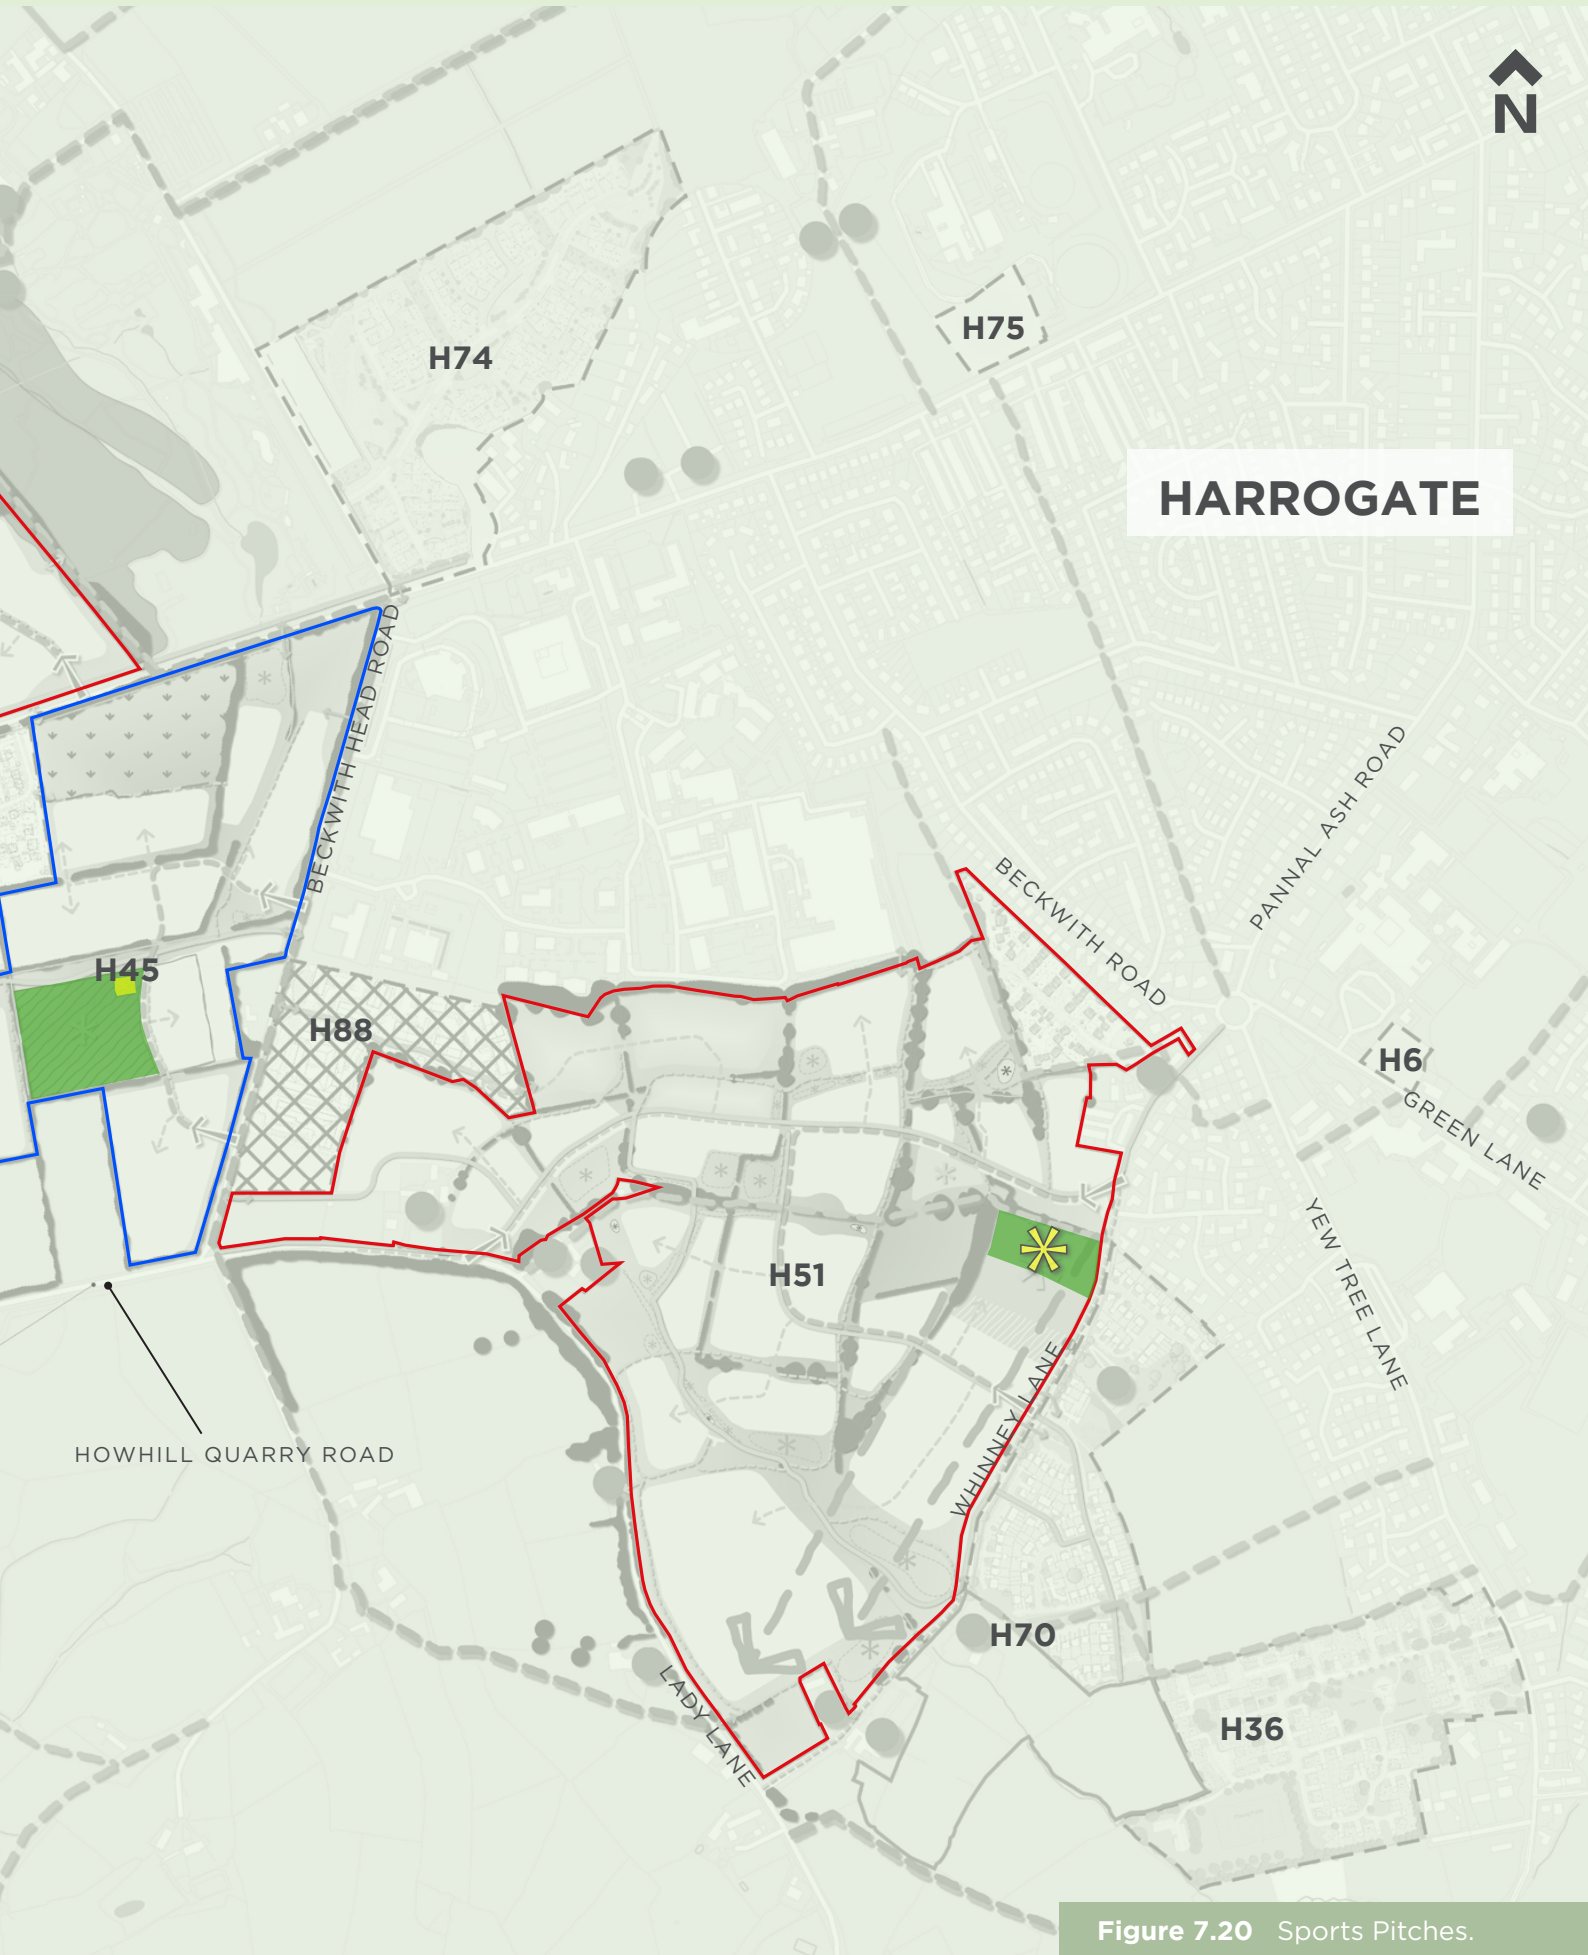 N
H74
H75
HARROGATE
BECKWITH HEAD ROAD
PANNAL ASH ROAD
BECKWITH ROAD
H45
H88
H6
GREEN LANE
YEW TREE LANE
H51
WHINNEY LANE
HOWHILL QUARRY ROAD
H70
LADY LANE
H36
Figure 7.20 Sports Pitches.